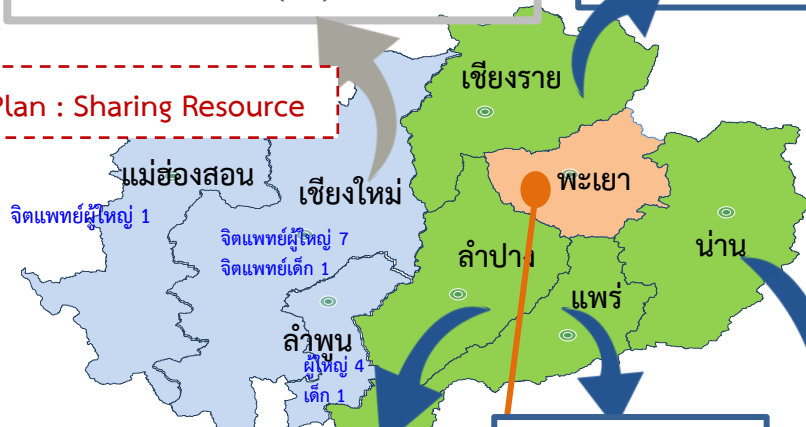 เชียงราย
Plan : Sharing Resource
แม่ฮ่องสอน
เชียงใหม่
พะเยา
จิตแพทย์ผู้ใหญ่ 1
จิตแพทย์ผู้ใหญ่ 7
จิตแพทย์เด็ก 1
ลำปาง
น่าน
แพร่
ลำพูน
ผู้ใหญ่ 4
เด็ก 1